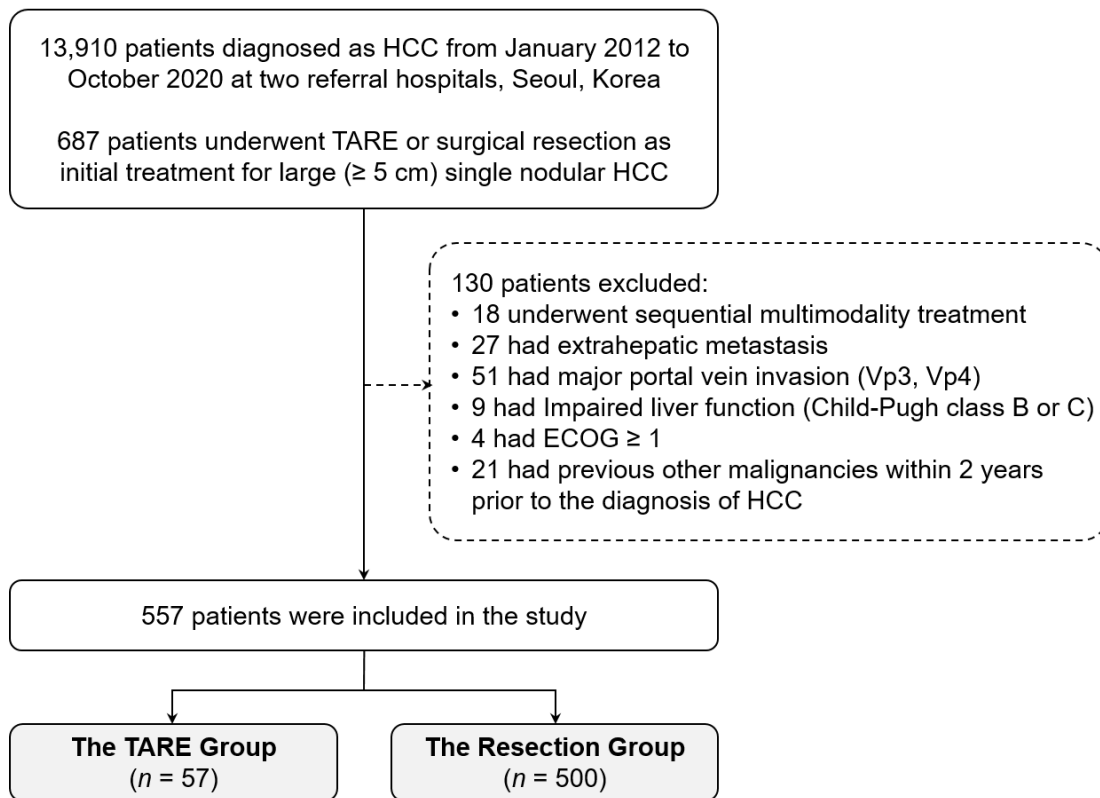 13,910 patients diagnosed as HCC from January 2012 to
October 2020 at two referral hospitals, Seoul, Korea
687 patients underwent TARE or surgical resection as
initial treatment for large (≥ 5 cm) single nodular HCC
130 patients excluded:
• 18 underwent sequential multimodality treatment
• 27 had extrahepatic metastasis
• 51 had major portal vein invasion (Vp3, Vp4)
• 9 had Impaired liver function (Child-Pugh class B or C)
• 4 had ECOG ≥ 1
• 21 had previous other malignancies within 2 years
prior to the diagnosis of HCC
557 patients were included in the study
The TARE Group
(n = 57)
The Resection Group
(n = 500)